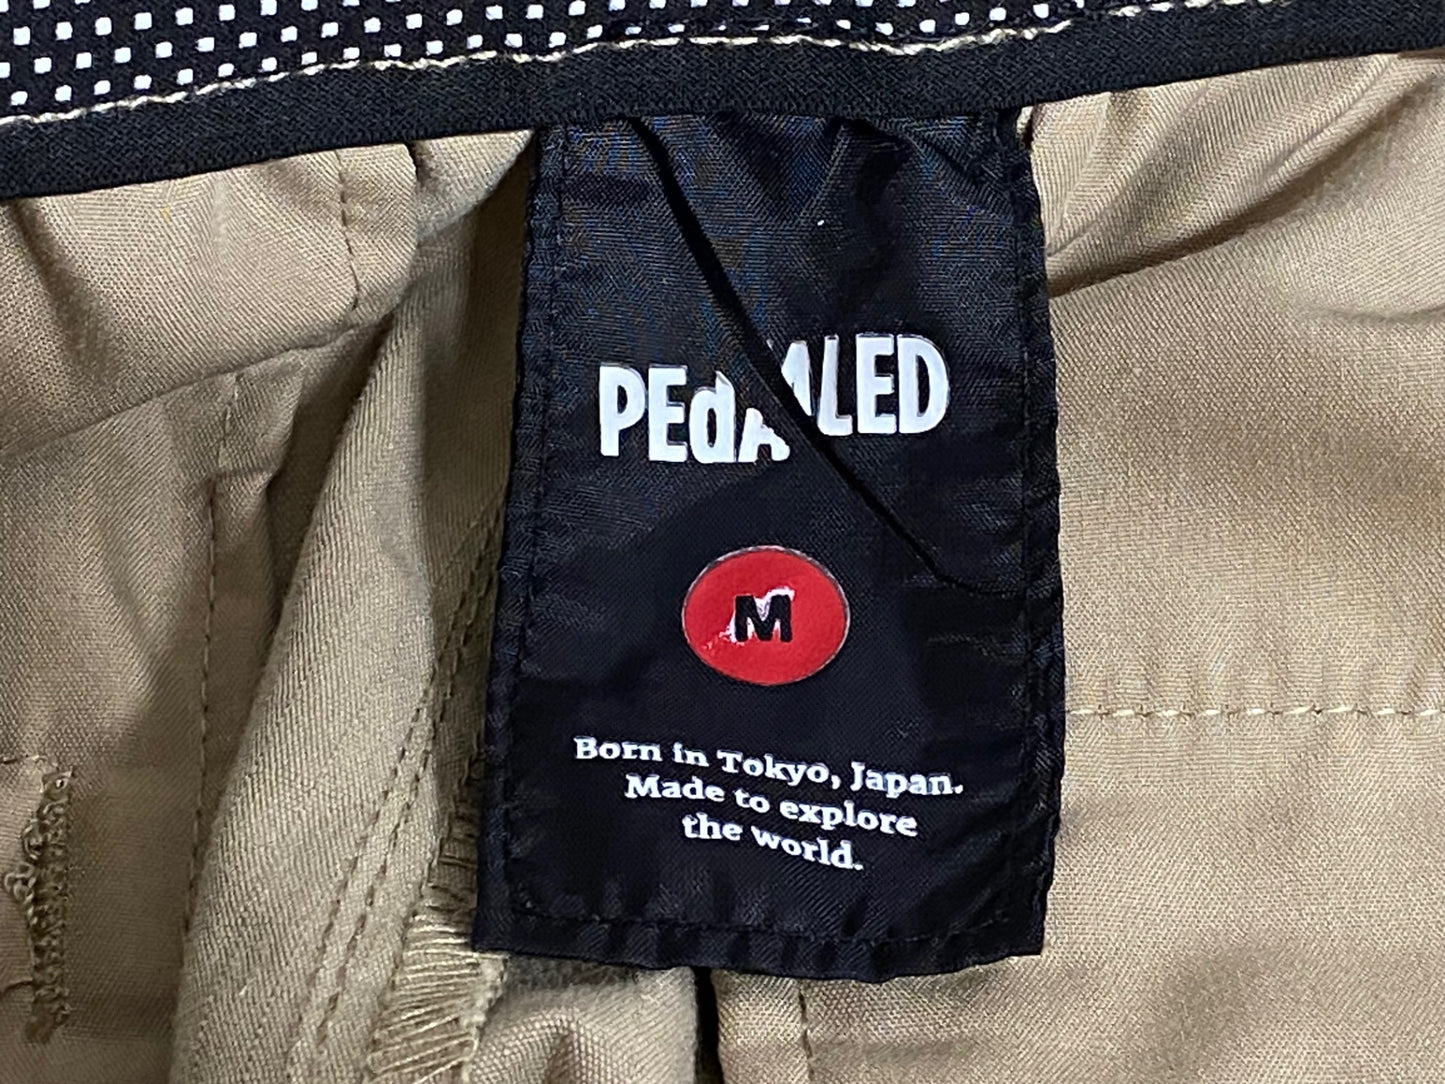 PEdALED
M
Born in Tokyo, Japan.
Made to explore
the world.